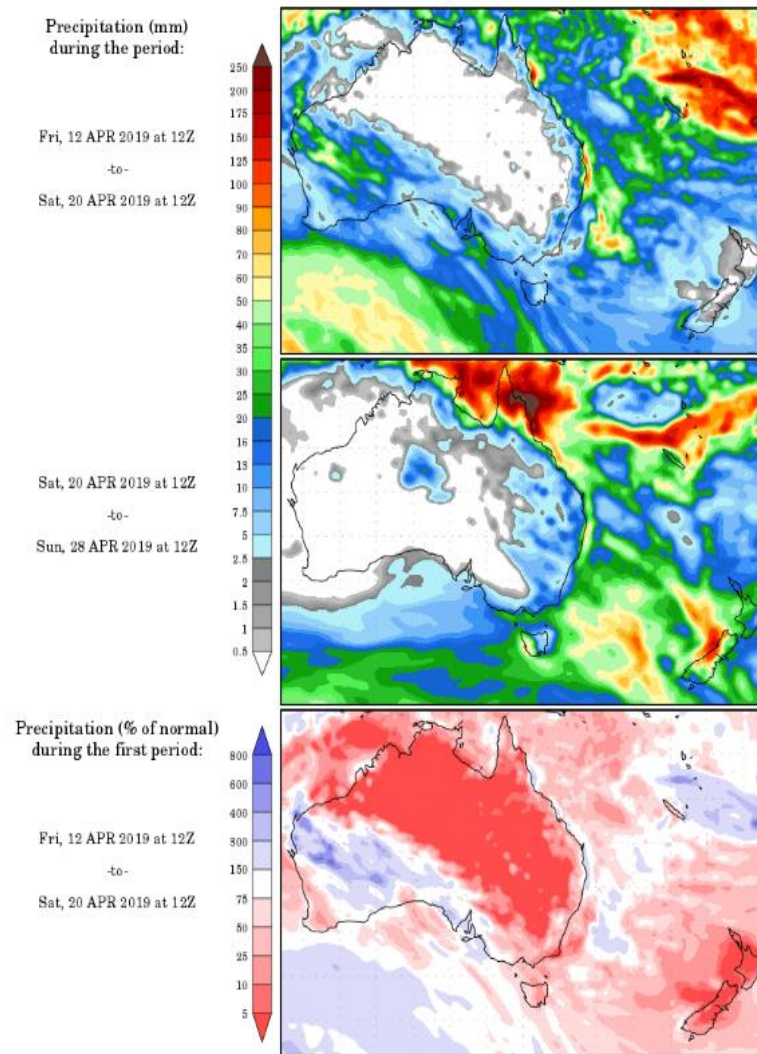 Precipitation (mm)
during the period:
Fri, 12 APR 2019 at 12Z
-to-
Sat, 20 APR 2019 at 12Z
Sat, 20 APR 2019 at 12Z
-to-
Sun, 28 APR 2019 at 12Z
250
200
175
150
125
100
90
80
70
60
50
40
35
30
20
16
13
10
7.5
5
2.5
2
1.5
1
0.5
Precipitation (% of normal)
during the first period:
Fri, 12 APR 2019 at 12Z
-to-
Sat, 20 APR 2019 at 12Z
800
600
400
300
150
75
50
25
10
5